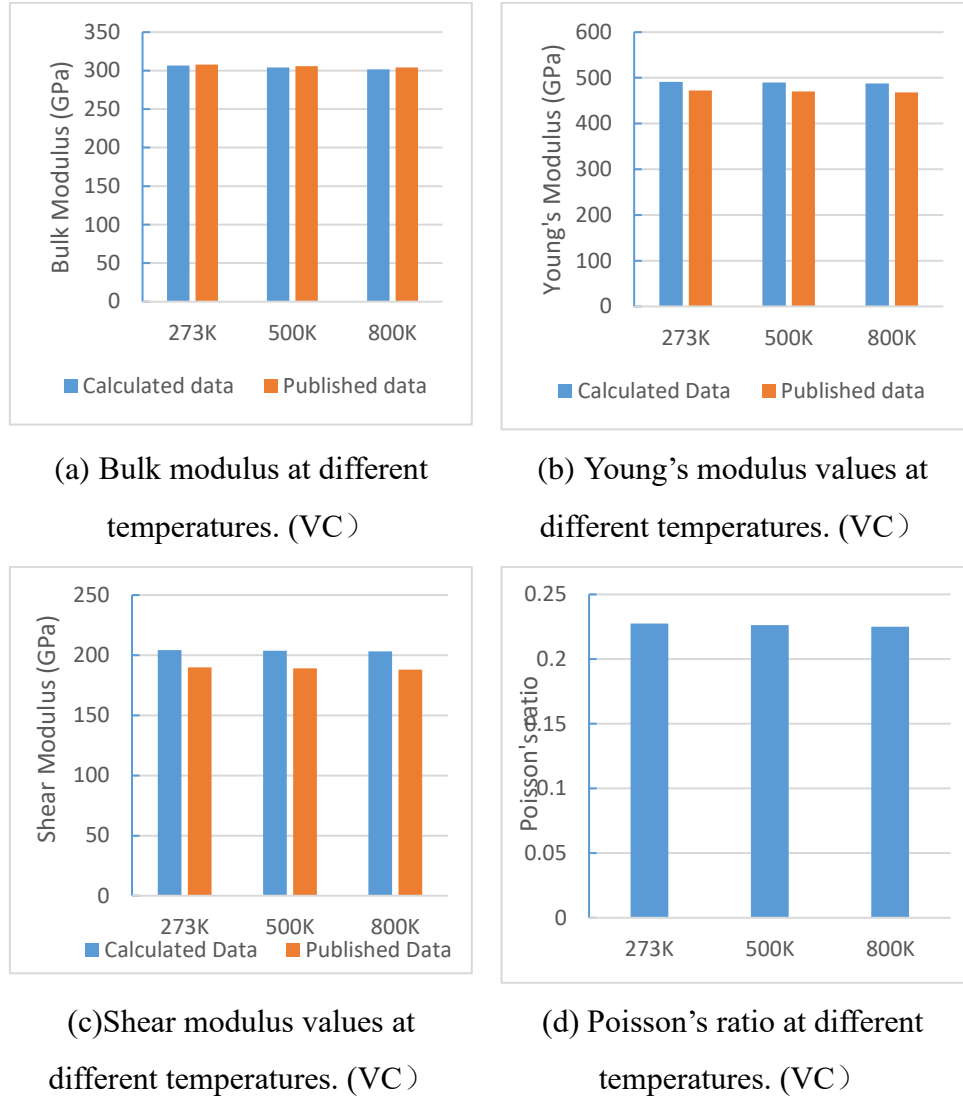 350
300
250
200
150
100
50
0
Bulk Modulus (GPa)
273K 500K 800K
Calculated data Published data
(a) Bulk modulus at different
temperatures. (VC）
600
500
400
300
200
100
0
Young's Modulus (GPa)
273K 500K 800K
Calculated Data Published data
(b) Young’s modulus values at
different temperatures. (VC）
250
200
150
100
50
0
Shear Modulus (GPa)
273K 500K 800K
Calculated Data Published Data
(c)Shear modulus values at
different temperatures. (VC）
0.25
0.2
0.15
0.1
0.05
0
Poisson's ratio
273K 500K 800K
(d) Poisson’s ratio at different
temperatures. (VC）